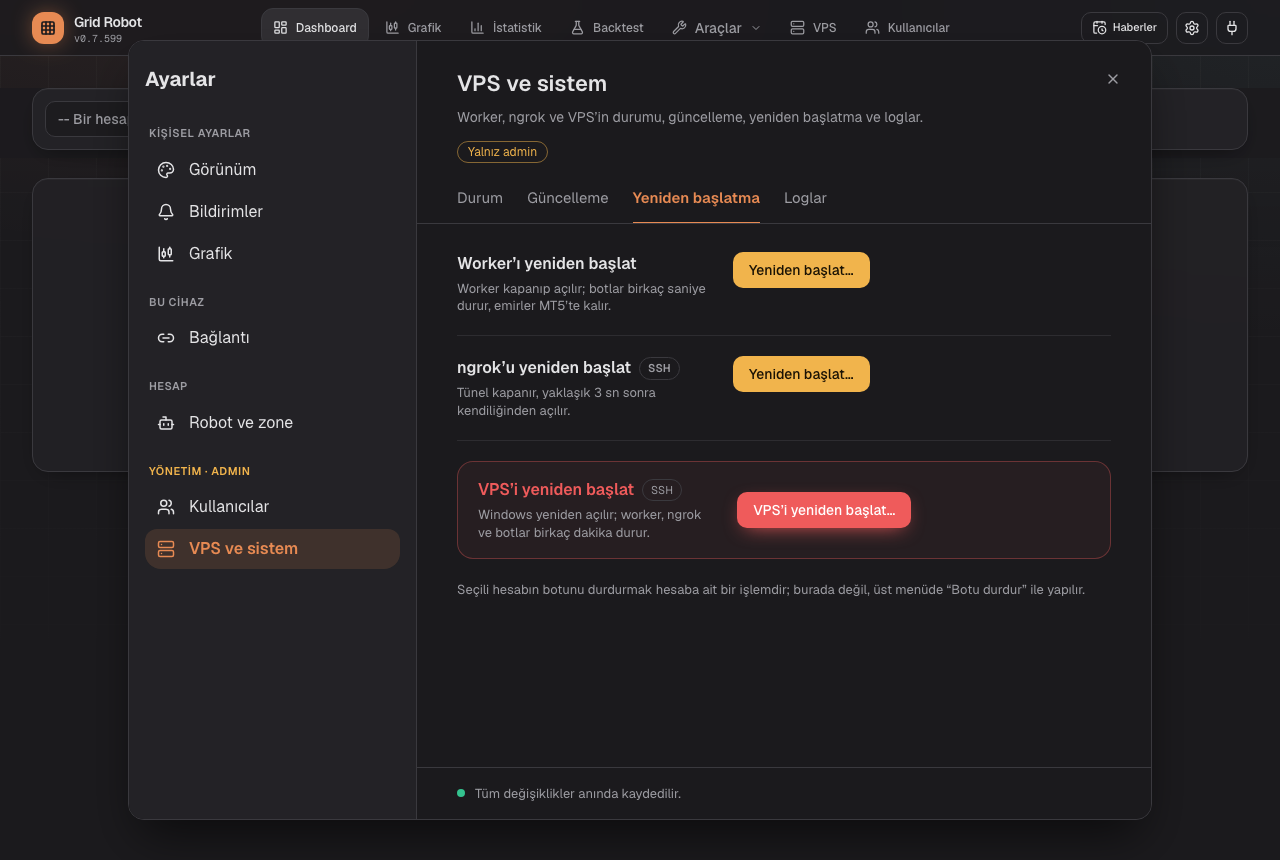 Grid Robot
v0.7.599
Dashboard
Grafik
İstatistik
Backtest
Araçlar
VPS
Kullanıcılar
Haberler
-- Bir hesa
Ayarlar
KİŞİSEL AYARLAR
Görünüm
Bildirimler
Grafik
BU CİHAZ
Bağlantı
HESAP
Robot ve zone
YÖNETİM · ADMIN
Kullanıcılar
VPS ve sistem
VPS ve sistem
Worker, ngrok ve VPS’in durumu, güncelleme, yeniden başlatma ve loglar.
Yalnız admin
Durum
Güncelleme
Yeniden başlatma
Loglar
Worker’ı yeniden başlat
Worker kapanıp açılır; botlar birkaç saniye
durur, emirler MT5’te kalır.
Yeniden başlat…
ngrok’u yeniden başlat SSH
Tünel kapanır, yaklaşık 3 sn sonra
kendiliğinden açılır.
Yeniden başlat…
VPS’i yeniden başlat SSH
Windows yeniden açılır; worker, ngrok
ve botlar birkaç dakika durur.
VPS’i yeniden başlat…
Seçili hesabın botunu durdurmak hesaba ait bir işlemdir; burada değil, üst menüde “Botu durdur” ile yapılır.
Tüm değişiklikler anında kaydedilir.